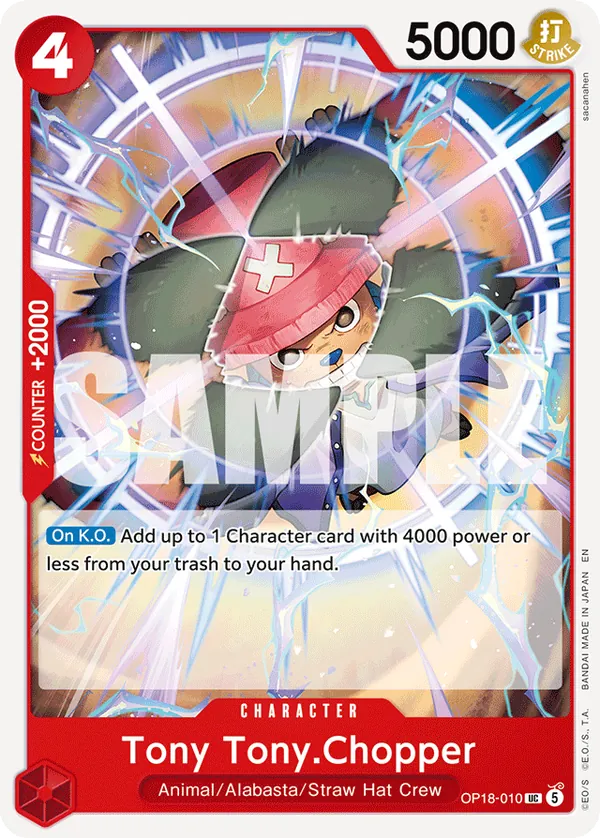 4
5000
打
STRIKE
sacanahen
COUNTER +2000
SAMPLE
On K.O. Add up to 1 Character card with 4000 power or
less from your trash to your hand.
CHARACTER
Tony Tony.Chopper
Animal/Alabasta/Straw Hat Crew
OP18-010 UC 5
©E.O/S ©E.O./S., T.A. BANDAI MADE IN JAPAN EN